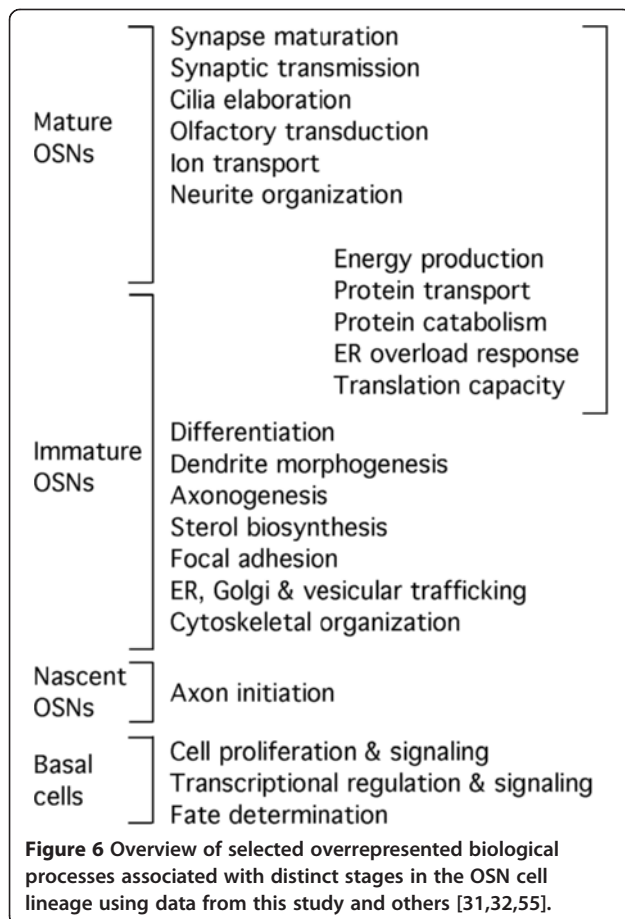 Synapse maturation
Synaptic transmission
Cilia elaboration
Mature
OSNs
Olfactory transduction
Ion transport
Neurite organization
Energy production
Protein transport
Protein catabolism
ER overload response
Translation capacity
Immature
OSNs
Differentiation
Dendrite morphogenesis
Axonogenesis
Sterol biosynthesis
Focal adhesion
ER, Golgi & vesicular trafficking
Cytoskeletal organization
Nascent
OSNs
Axon initiation
Basal
cells
Cell proliferation & signaling
Transcriptional regulation & signaling
Fate determination
Figure 6 Overview of selected overrepresented biological
processes associated with distinct stages in the OSN cell
lineage using data from this study and others [31,32,55].